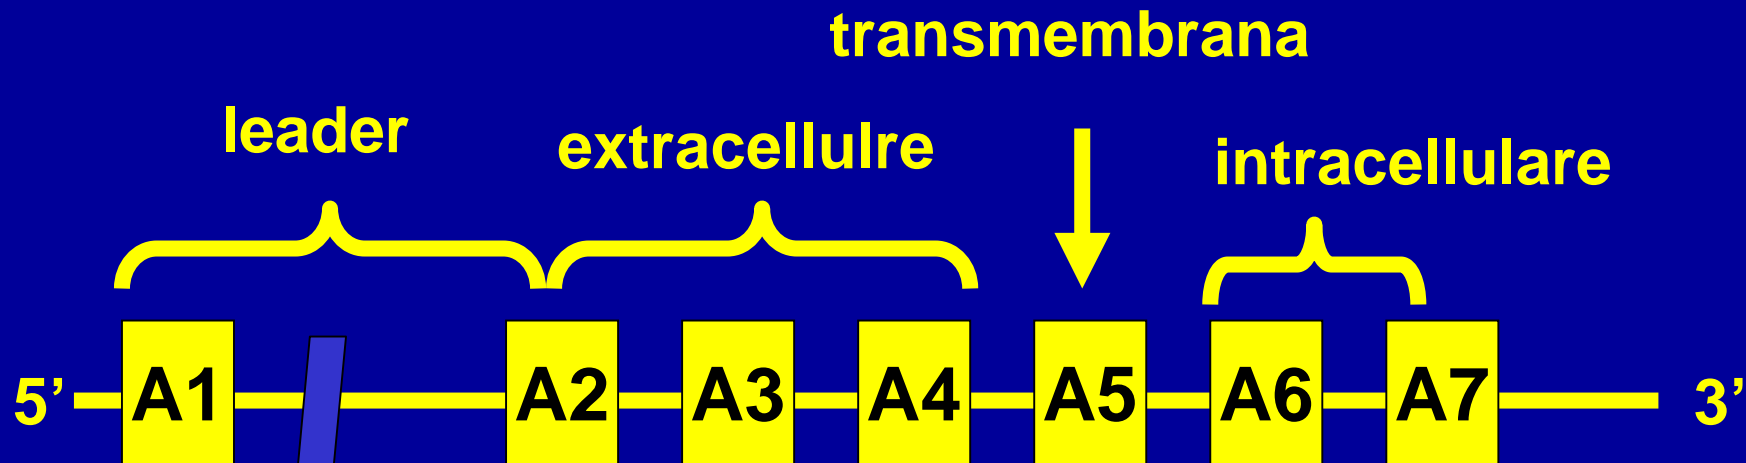 transmembrana
leader
extracellulre
intracellulare
5’ A1 A2 A3 A4 A5 A6 A7 3’